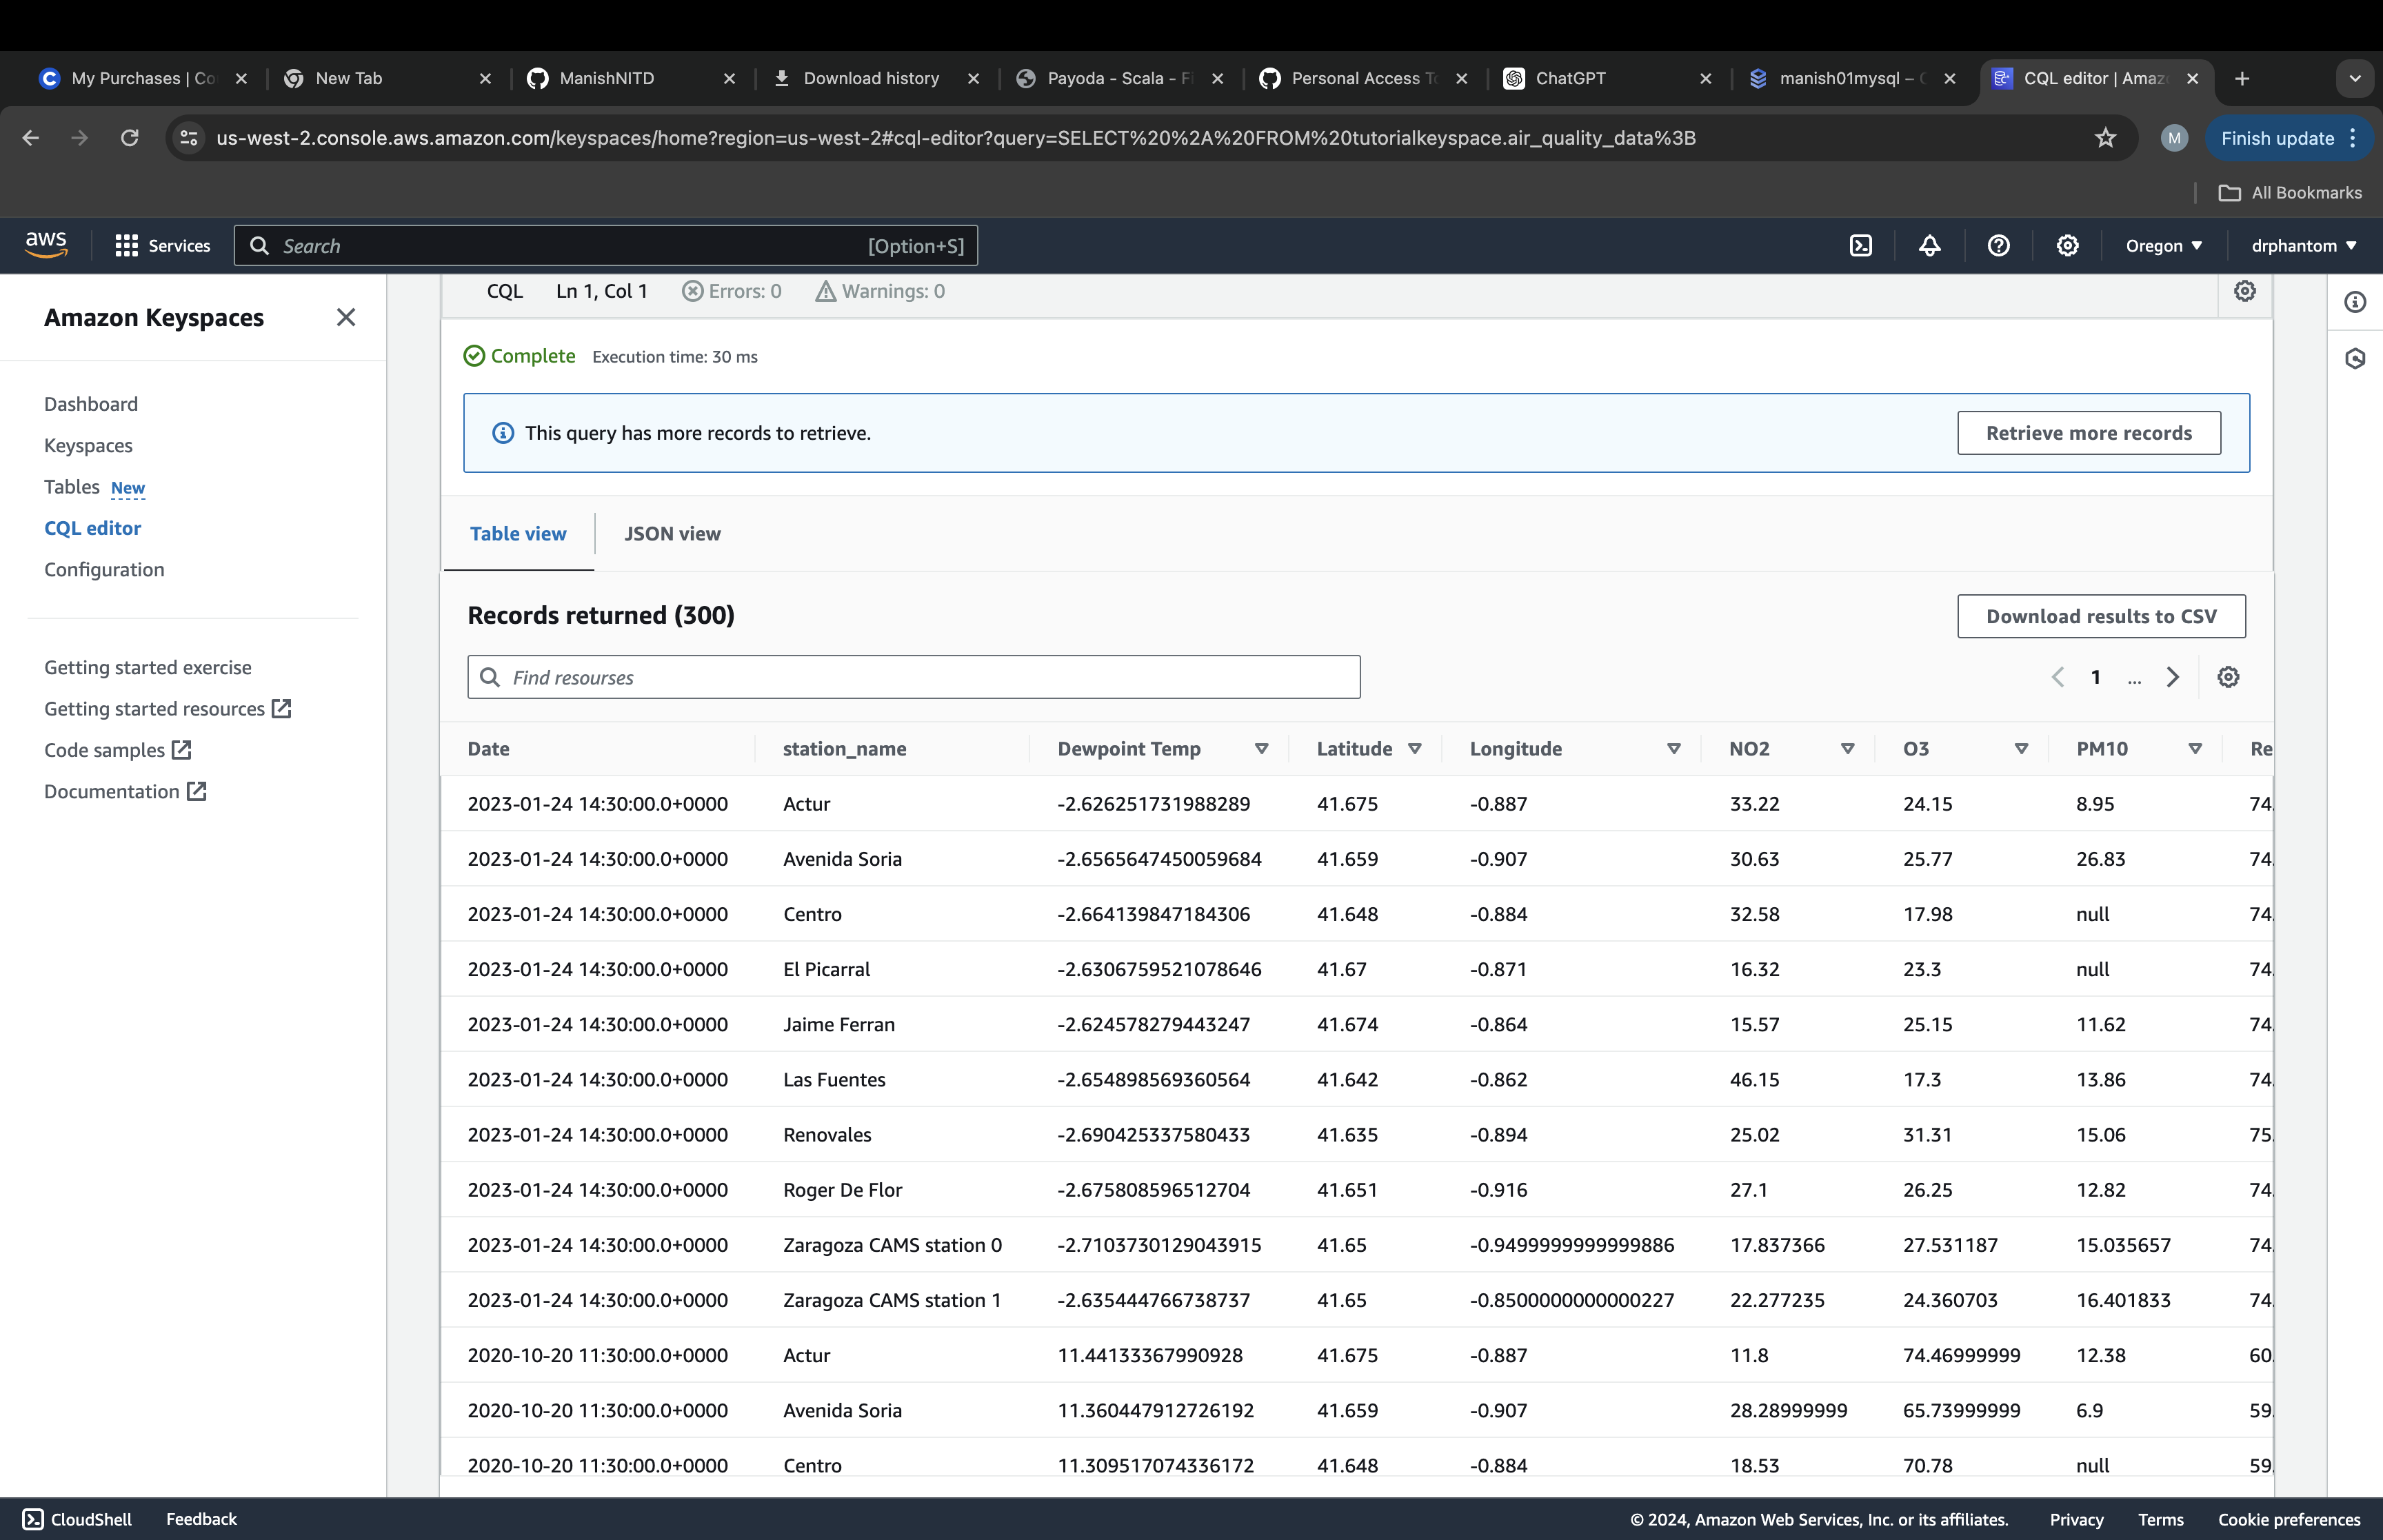 My Purchases | Co
New Tab
ManishNITD
Download history
Payoda - Scala - Fi
Personal Access To
ChatGPT
manish01mysql – C
CQL editor | Amaz
us-west-2.console.aws.amazon.com/keyspaces/home?region=us-west-2#cql-editor?query=SELECT%20%2A%20FROM%20tutorialkeyspace.air_quality_data%3B
M
Finish update
All Bookmarks
aws
Services
Search [Option+S]
Oregon
drphantom
Amazon Keyspaces
Dashboard
Keyspaces
Tables New
CQL editor
Configuration
Getting started exercise
Getting started resources
Code samples
Documentation
CQL Ln 1, Col 1 Errors: 0 Warnings: 0
Complete Execution time: 30 ms
This query has more records to retrieve.
Retrieve more records
Table view JSON view
Records returned (300)
Download results to CSV
Find resourses
1 ...
Date station_name Dewpoint Temp Latitude Longitude NO2 O3 PM10 Re
2023-01-24 14:30:00.0+0000 Actur -2.626251731988289 41.675 -0.887 33.22 24.15 8.95 74.
2023-01-24 14:30:00.0+0000 Avenida Soria -2.6565647450059684 41.659 -0.907 30.63 25.77 26.83 74.
2023-01-24 14:30:00.0+0000 Centro -2.664139847184306 41.648 -0.884 32.58 17.98 null 74.
2023-01-24 14:30:00.0+0000 El Picarral -2.6306759521078646 41.67 -0.871 16.32 23.3 null 74.
2023-01-24 14:30:00.0+0000 Jaime Ferran -2.624578279443247 41.674 -0.864 15.57 25.15 11.62 74.
2023-01-24 14:30:00.0+0000 Las Fuentes -2.654898569360564 41.642 -0.862 46.15 17.3 13.86 74.
2023-01-24 14:30:00.0+0000 Renovales -2.690425337580433 41.635 -0.894 25.02 31.31 15.06 75.
2023-01-24 14:30:00.0+0000 Roger De Flor -2.675808596512704 41.651 -0.916 27.1 26.25 12.82 74.
2023-01-24 14:30:00.0+0000 Zaragoza CAMS station 0 -2.7103730129043915 41.65 -0.9499999999999886 17.837366 27.531187 15.035657 74.
2023-01-24 14:30:00.0+0000 Zaragoza CAMS station 1 -2.635444766738737 41.65 -0.8500000000000227 22.277235 24.360703 16.401833 74.
2020-10-20 11:30:00.0+0000 Actur 11.44133367990928 41.675 -0.887 11.8 74.46999999 12.38 60.
2020-10-20 11:30:00.0+0000 Avenida Soria 11.360447912726192 41.659 -0.907 28.28999999 65.73999999 6.9 59.
2020-10-20 11:30:00.0+0000 Centro 11.309517074336172 41.648 -0.884 18.53 70.78 null 59.
CloudShell
Feedback
© 2024, Amazon Web Services, Inc. or its affiliates.
Privacy
Terms
Cookie preferences